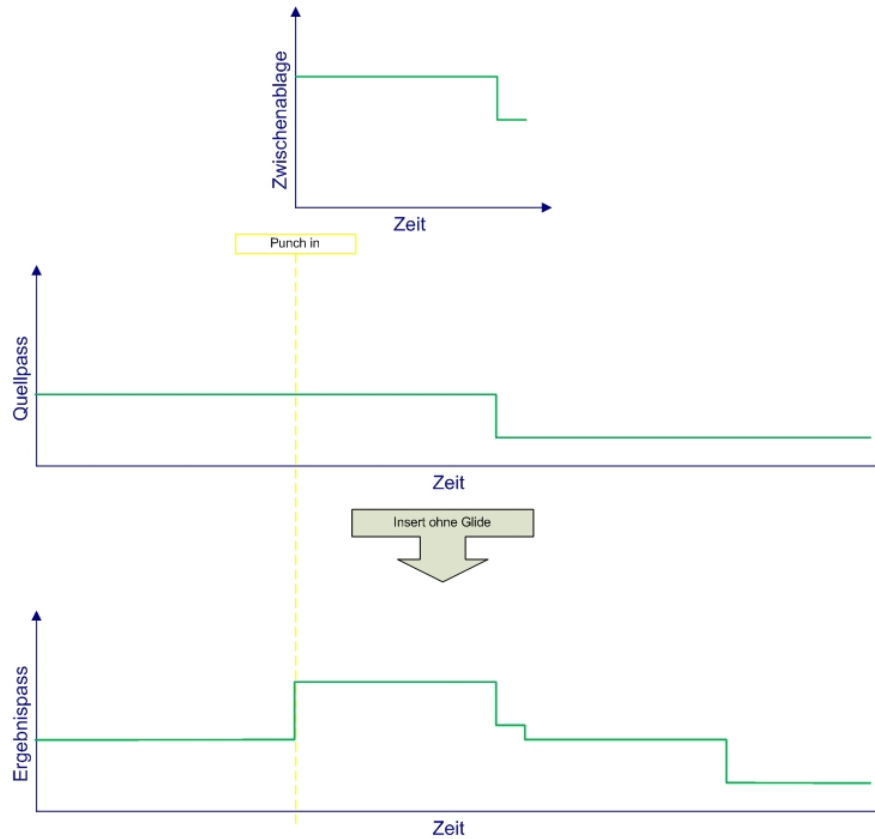 Zwischenablage
Zeit
Punch in
Quellpass
Zeit
Insert ohne Glide
Ergebnispass
Zeit